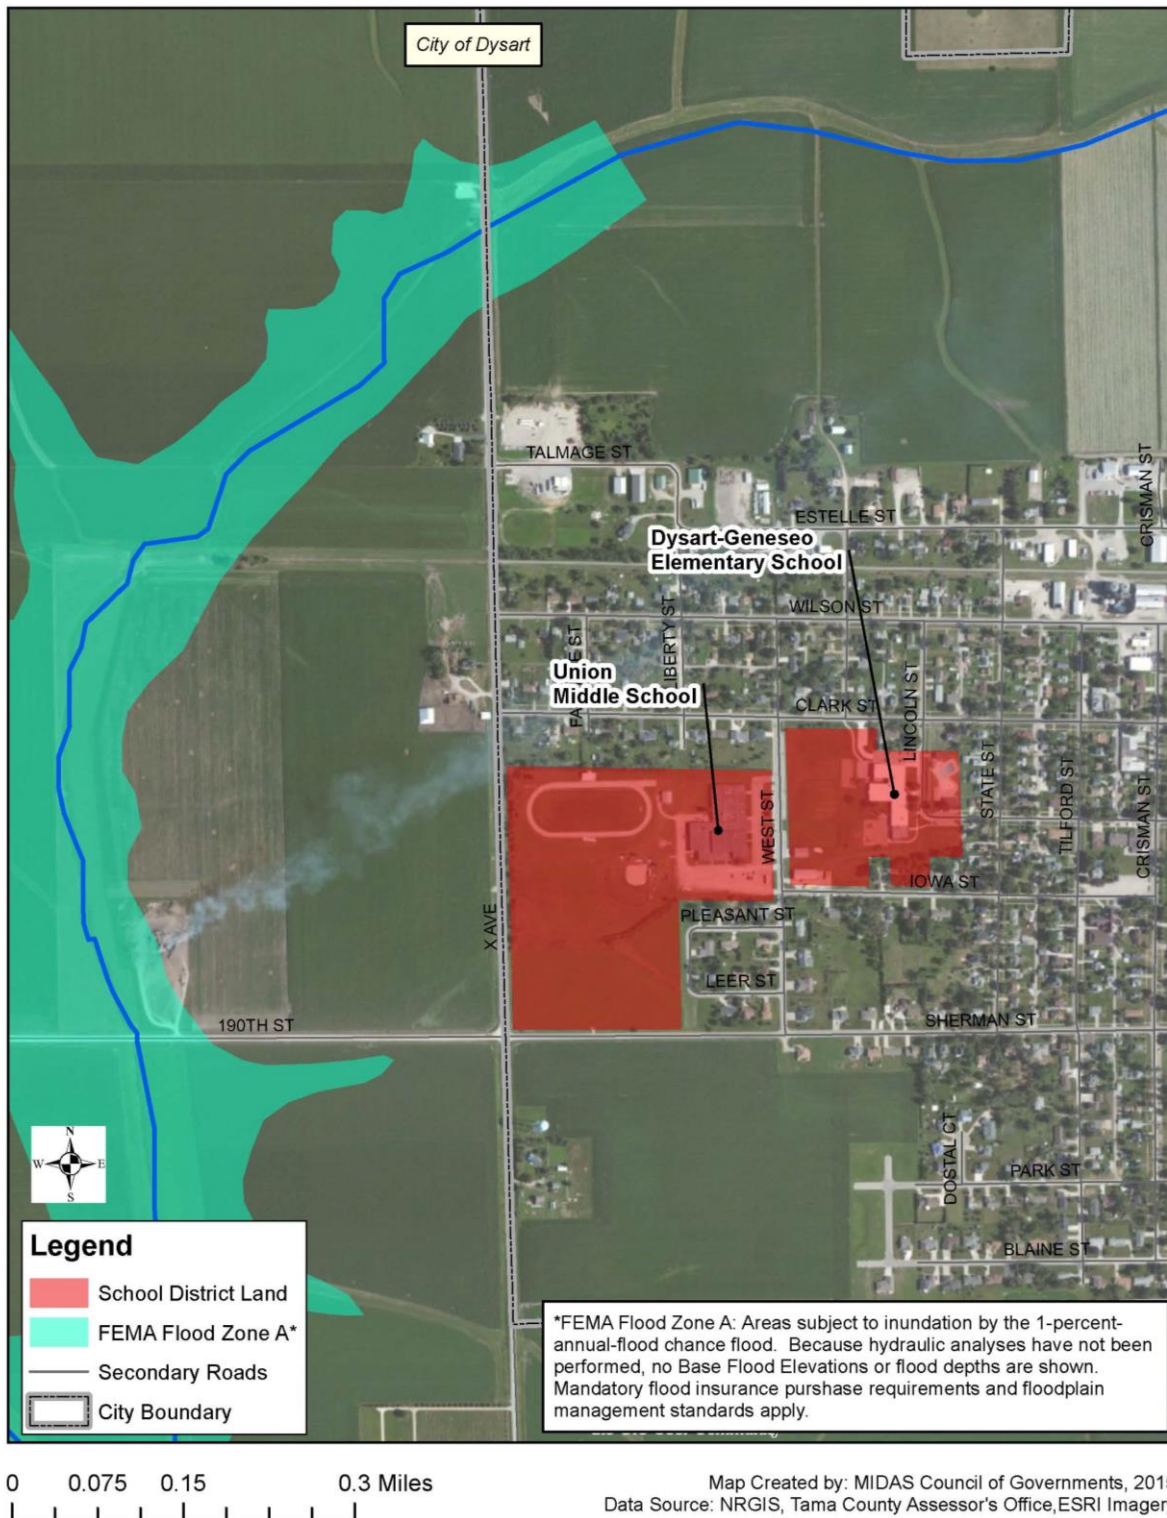 City of Dysart
TALMAGE ST
CRISMAN ST
ESTELLE ST
Dysart-Geneseo
Elementary School
WILSON ST
Union
Middle School
CLARK ST
LINCOLN ST
STATE ST
TILFORD ST
CRISMAN ST
WEST ST
IOWA ST
PLEASANT ST
X AVE
LEER ST
190TH ST
SHERMAN ST
DOSTAL CT
PARK ST
BLAINE ST
N
W E
S
Legend
School District Land
FEMA Flood Zone A*
Secondary Roads
City Boundary
*FEMA Flood Zone A: Areas subject to inundation by the 1-percent-
annual-flood chance flood. Because hydraulic analyses have not been
performed, no Base Flood Elevations or flood depths are shown.
Mandatory flood insurance purshase requirements and floodplain
management standards apply.
0 0.075 0.15 0.3 Miles
Map Created by: MIDAS Council of Governments, 2015
Data Source: NRGIS, Tama County Assessor's Office,ESRI Imager